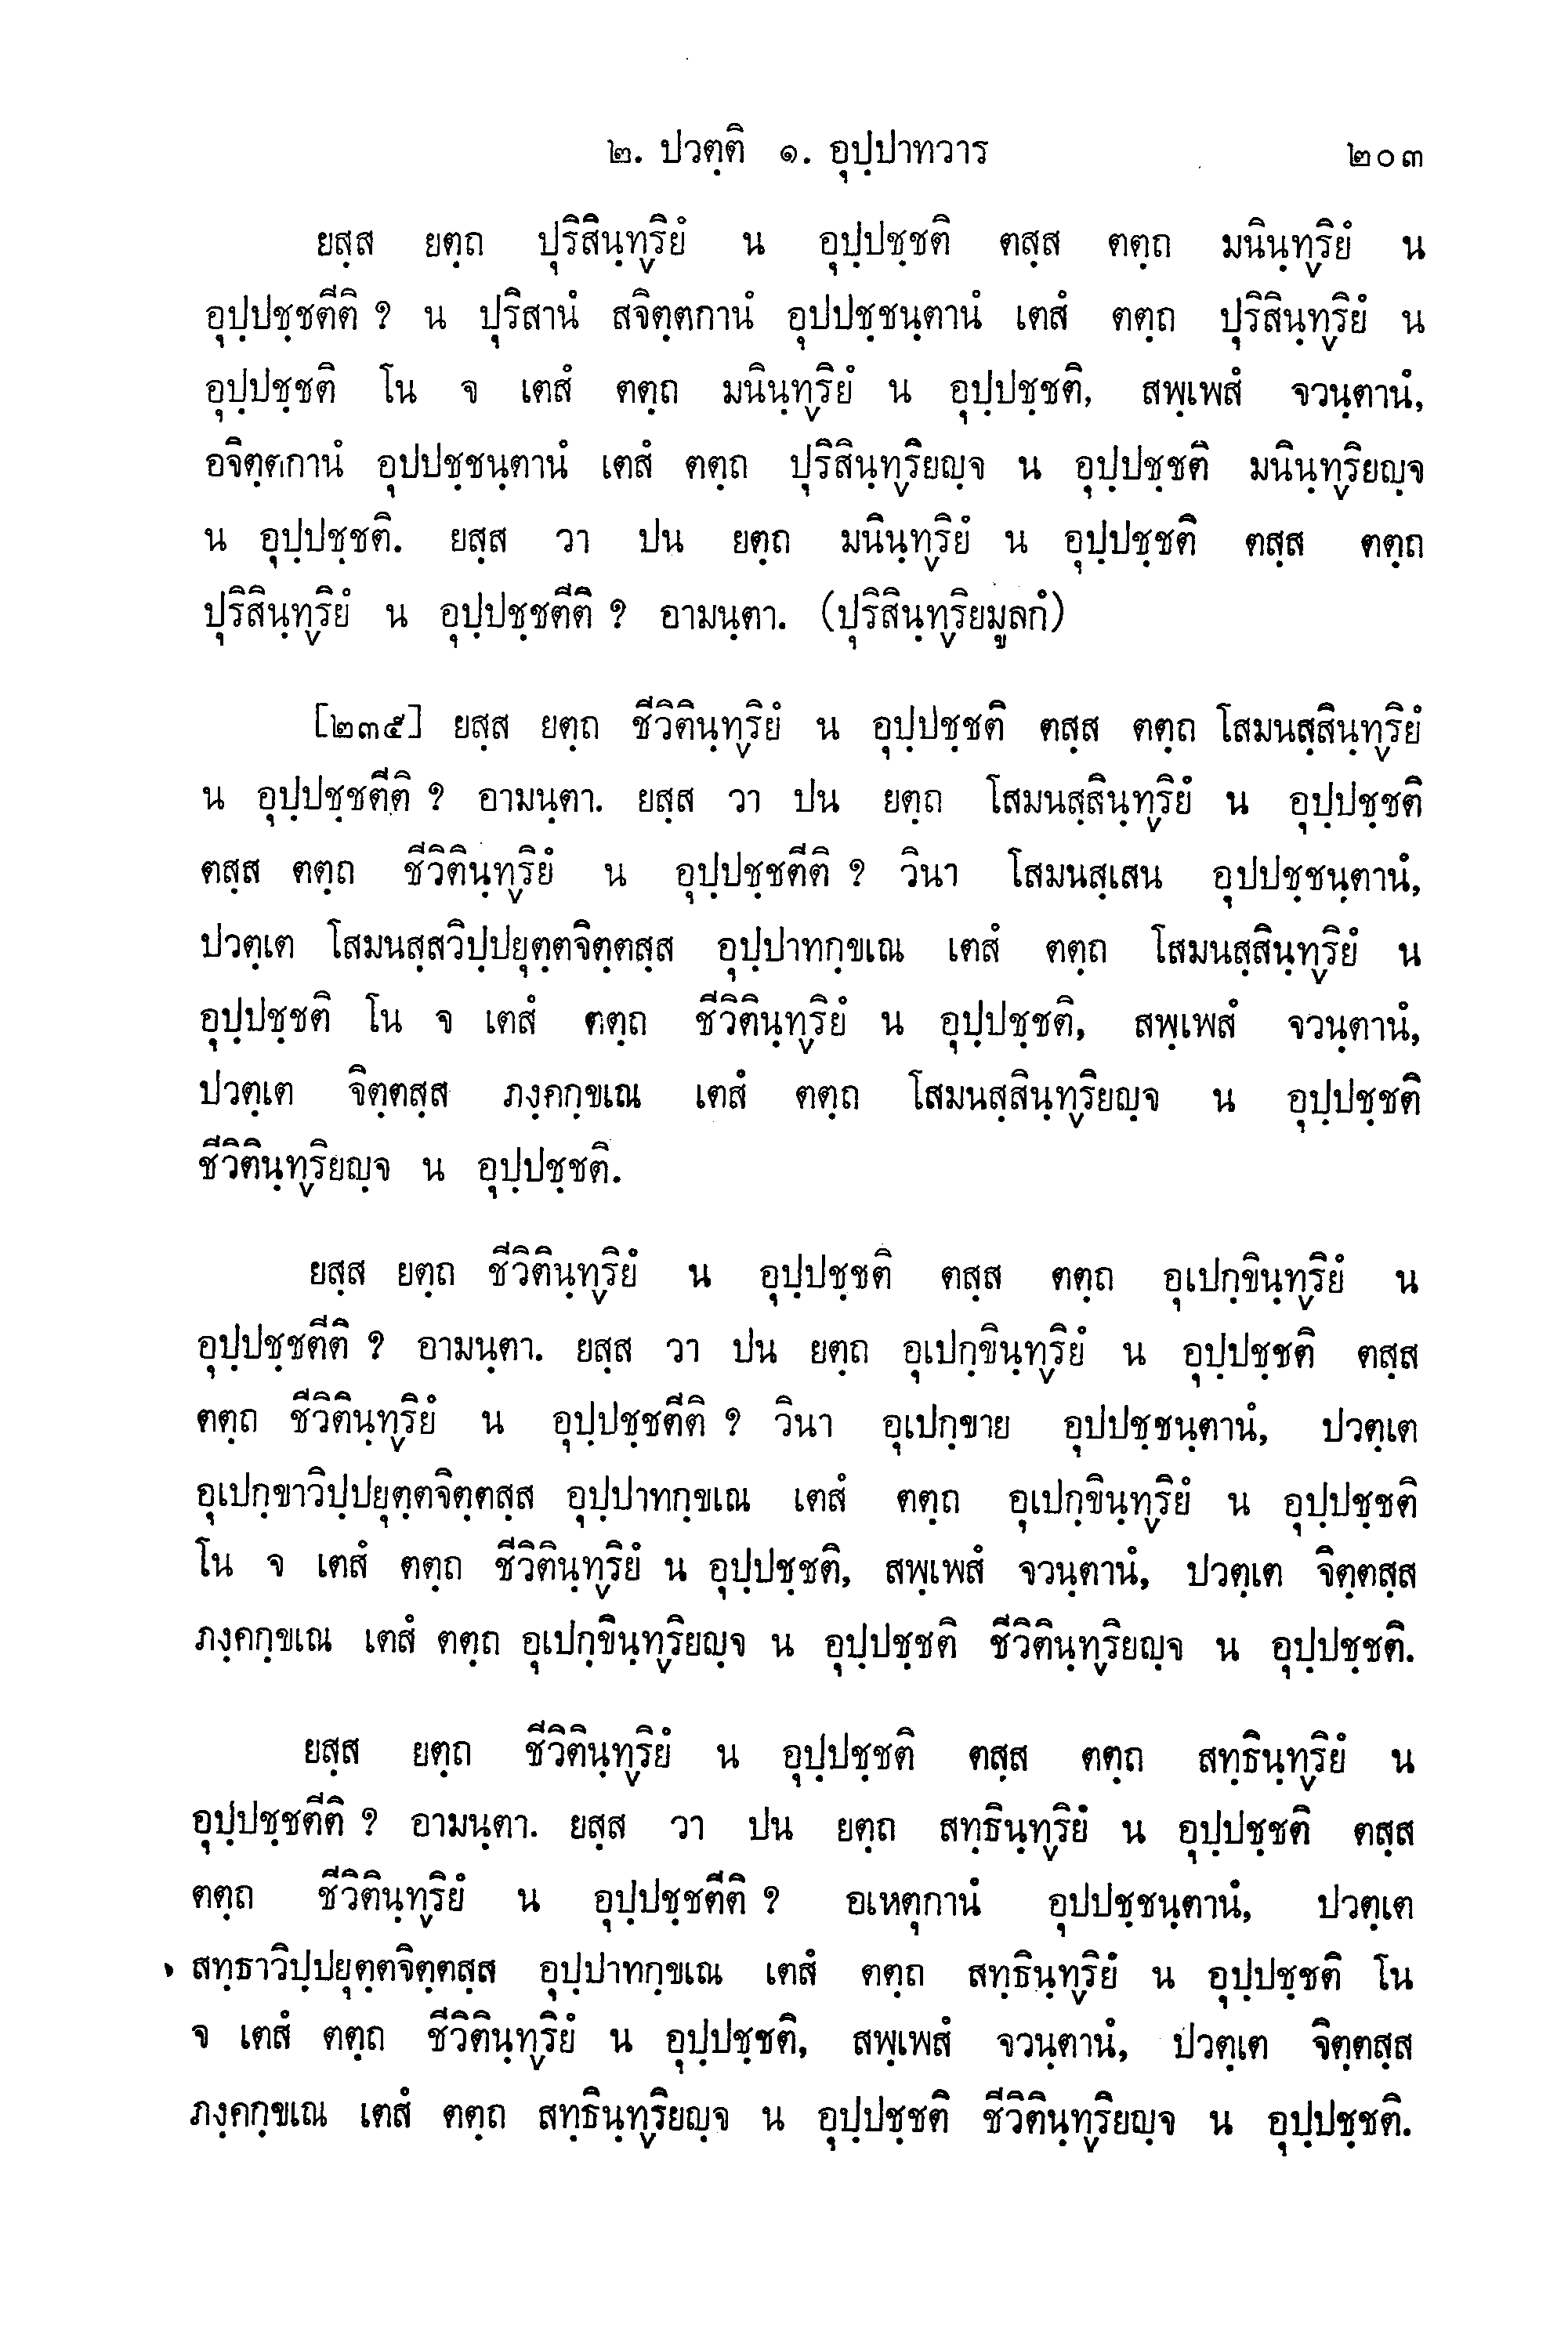 ๒. ปวตฺติ ๑. อุปฺปาทวาร ๒๐๓
ยสฺส ยตฺถ ปุริสินฺทฺริยํ น อุปฺปชฺชติ ตสฺส ตตฺถ มนินฺทฺริยํ น
อุปฺปชฺชตีติ ? น ปุริสานํ สจิตฺตกานํ อุปปชฺชนฺตานํ เตสํ ตตฺถ ปุริสินฺทฺริยํ น
อุปฺปชฺชติ โน จ เตสํ ตตฺถ มนินฺทฺริยํ น อุปฺปชฺชติ, สพฺเพสํ จวนฺตานํ,
อจิตฺตกานํ อุปปชฺชนฺตานํ เตสํ ตตฺถ ปุริสินฺทฺริยญฺจ น อุปฺปชฺชติ มนินฺทฺริยญฺจ
น อุปฺปชฺชติ. ยสฺส วา ปน ยตฺถ มนินฺทฺริยํ น อุปฺปชฺชติ ตสฺส ตตฺถ
ปุริสินฺทฺริยํ น อุปฺปชฺชตีติ ? อามนฺตา. (ปุริสินฺทฺริยมูลกํ)
[๒๓๕] ยสฺส ยตฺถ ชีวิตินฺทฺริยํ น อุปฺปชฺชติ ตสฺส ตตฺถ โสมนสฺสินฺทฺริยํ
น อุปฺปชฺชตีติ ? อามนฺตา. ยสฺส วา ปน ยตฺถ โสมนสฺสินฺทฺริยํ น อุปฺปชฺชติ
ตสฺส ตตฺถ ชีวิตินฺทฺริยํ น อุปฺปชฺชตีติ ? วินา โสมนสฺเสน อุปปชฺชนฺตานํ,
ปวตฺเต โสมนสฺสวิปฺปยุตฺตจิตฺตสฺส อุปฺปาทกฺขเณ เตสํ ตตฺถ โสมนสฺสินฺทฺริยํ น
อุปฺปชฺชติ โน จ เตสํ ตตฺถ ชีวิตินฺทฺริยํ น อุปฺปชฺชติ, สพฺเพสํ จวนฺตานํ,
ปวตฺเต จิตฺตสฺส ภงฺคกฺขเณ เตสํ ตตฺถ โสมนสฺสินฺทฺริยญฺจ น อุปฺปชฺชติ
ชีวิตินฺทฺริยญฺจ น อุปฺปชฺชติ.
ยสฺส ยตฺถ ชีวิตินฺทฺริยํ น อุปฺปชฺชติ ตสฺส ตตฺถ อุเปกฺขินฺทฺริยํ น
อุปฺปชฺชตีติ ? อามนฺตา. ยสฺส วา ปน ยตฺถ อุเปกฺขินฺทฺริยํ น อุปฺปชฺชติ ตสฺส
ตตฺถ ชีวิตินฺทฺริยํ น อุปฺปชฺชตีติ ? วินา อุเปกฺขาย อุปปชฺชนฺตานํ, ปวตฺเต
อุเปกฺขาวิปฺปยุตฺตจิตฺตสฺส อุปฺปาทกฺขเณ เตสํ ตตฺถ อุเปกฺขินฺทฺริยํ น อุปฺปชฺชติ
โน จ เตสํ ตตฺถ ชีวิตินฺทฺริยํ น อุปฺปชฺชติ, สพฺเพสํ จวนฺตานํ, ปวตฺเต จิตฺตสฺส
ภงฺคกฺขเณ เตสํ ตตฺถ อุเปกฺขินฺทฺริยญฺจ น อุปฺปชฺชติ ชีวิตินฺทฺริยญฺจ น อุปฺปชฺชติ.
ยสฺส ยตฺถ ชีวิตินฺทฺริยํ น อุปฺปชฺชติ ตสฺส ตตฺถ สทฺธินฺทฺริยํ น
อุปฺปชฺชตีติ ? อามนฺตา. ยสฺส วา ปน ยตฺถ สทฺธินฺทฺริยํ น อุปฺปชฺชติ ตสฺส
ตตฺถ ชีวิตินฺทฺริยํ น อุปฺปชฺชตีติ ? อเหตุกานํ อุปปชฺชนฺตานํ, ปวตฺเต
สทฺธาวิปฺปยุตฺตจิตฺตสฺส อุปฺปาทกฺขเณ เตสํ ตตฺถ สทฺธินฺทฺริยํ น อุปฺปชฺชติ โน
จ เตสํ ตตฺถ ชีวิตินฺทฺริยํ น อุปฺปชฺชติ, สพฺเพสํ จวนฺตานํ, ปวตฺเต จิตฺตสฺส
ภงฺคกฺขเณ เตสํ ตตฺถ สทฺธินฺทฺริยญฺจ น อุปฺปชฺชติ ชีวิตินฺทฺริยญฺจ น อุปฺปชฺชติ.